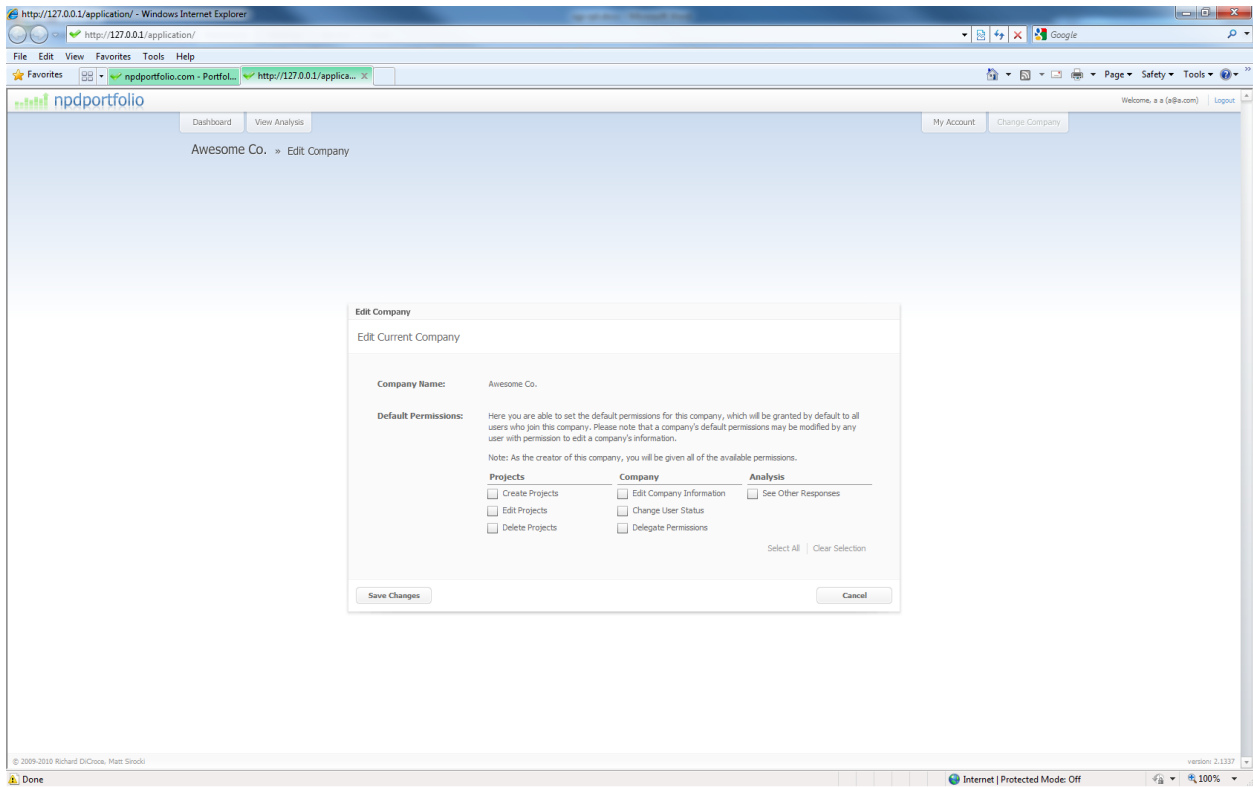 http://127.0.0.1/application/ - Windows Internet Explorer
http://127.0.0.1/application/
Google
File Edit View Favorites Tools Help
Favorites npdportfolio.com - Portfol... http://127.0.0.1/applica... X Page Safety Tools
npdportfolio Welcome, a a (a@a.com) Logout
Dashboard View Analysis My Account Change Company
Awesome Co. » Edit Company
Edit Company
Edit Current Company
Company Name: Awesome Co.
Default Permissions: Here you are able to set the default permissions for this company, which will be granted by default to all
users who join this company. Please note that a company's default permissions may be modified by any
user with permission to edit a company's information.
Note: As the creator of this company, you will be given all of the available permissions.
Projects Company Analysis
Create Projects Edit Company Information See Other Responses
Edit Projects Change User Status
Delete Projects Delegate Permissions
Select All Clear Selection
Save Changes Cancel
© 2009-2010 Richard DiCroce, Matt Sirocki version: 2.1337
Done Internet | Protected Mode: Off 100%